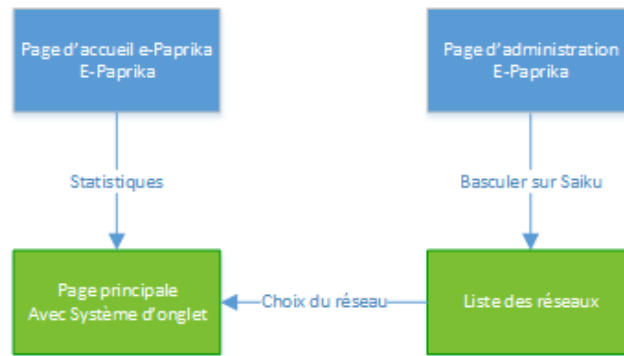 Page d'accueil e-Paprika
E-Paprika
Page d'administration
E-Paprika
Statistiques
Basculer sur Saiku
Page principale
Avec Système d'onglet
Choix du réseau
Liste des réseaux